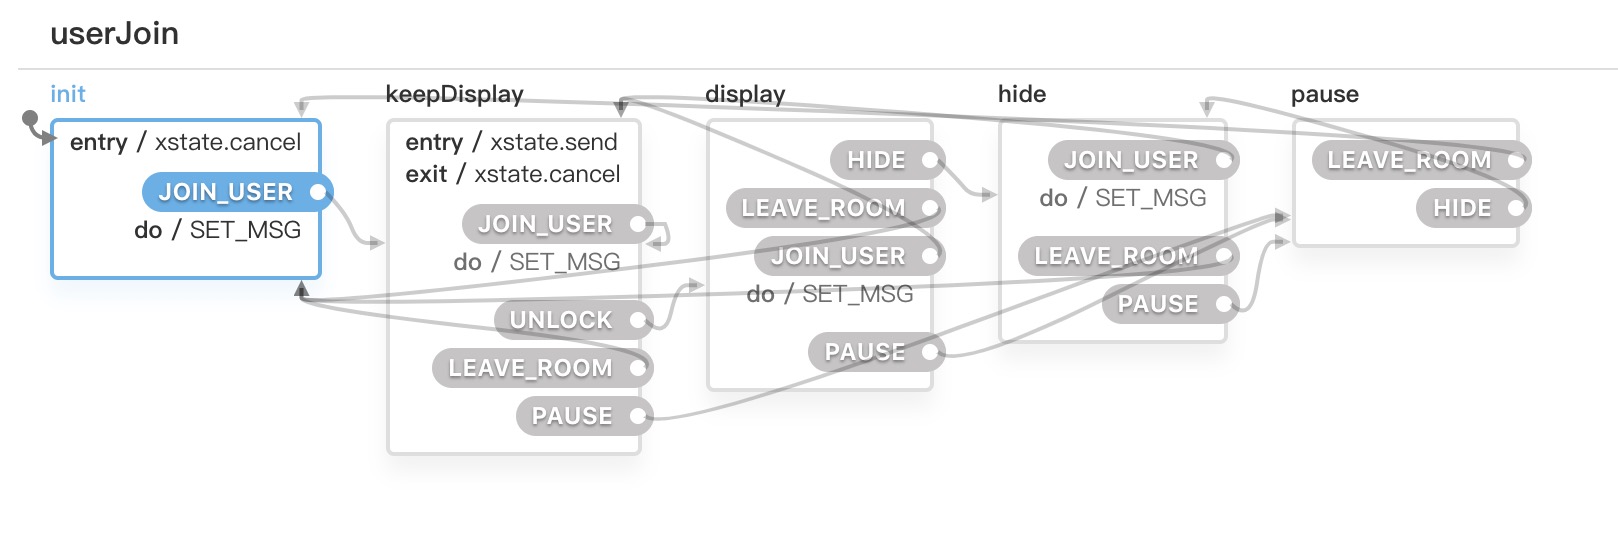 userJoin
init
entry / xstate.cancel
JOIN_USER
do / SET_MSG
keepDisplay
entry / xstate.send
exit / xstate.cancel
JOIN_USER
do / SET_MSG
UNLOCK
LEAVE_ROOM
PAUSE
display
HIDE
LEAVE_ROOM
JOIN_USER
do / SET_MSG
PAUSE
hide
JOIN_USER
do / SET_MSG
LEAVE_ROOM
PAUSE
pause
LEAVE_ROOM
HIDE